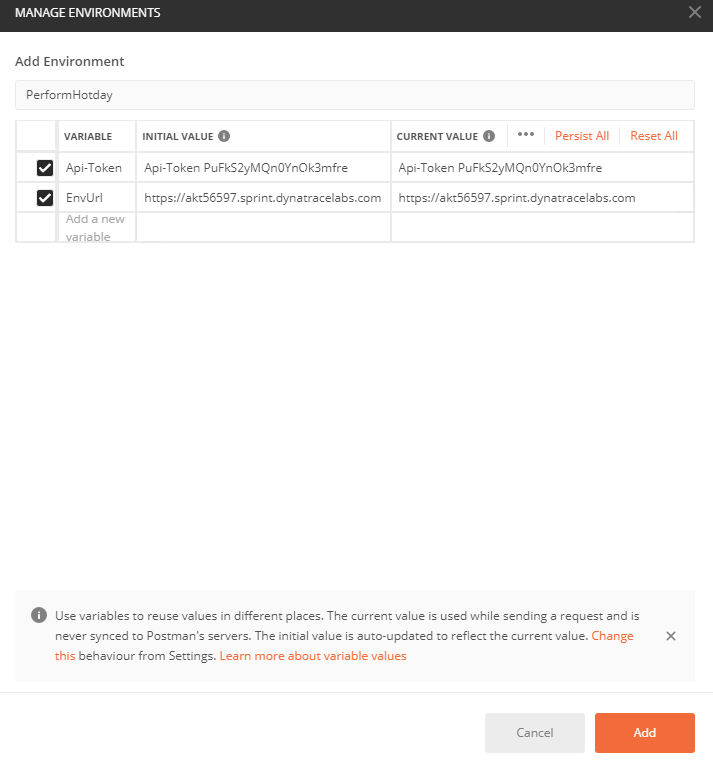 MANAGE ENVIRONMENTS
Add Environment
PerformHotday
VARIABLE INITIAL VALUE CURRENT VALUE ••• Persist All Reset All
Api-Token Api-Token PuFkS2yMQn0YnOk3mfre Api-Token PuFkS2yMQn0YnOk3mfre
EnvUrl https://akt56597.sprint.dynatracelabs.com https://akt56597.sprint.dynatracelabs.com
Add a new
variable
Use variables to reuse values in different places. The current value is used while sending a request and is
never synced to Postman's servers. The initial value is auto-updated to reflect the current value. Change
this behaviour from Settings. Learn more about variable values
Cancel Add